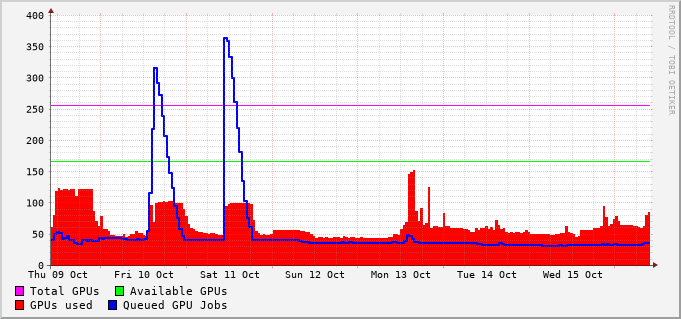 400
350
300
250
200
150
100
50
0
Thu 09 Oct Fri 10 Oct Sat 11 Oct Sun 12 Oct Mon 13 Oct Tue 14 Oct Wed 15 Oct
Total GPUs Available GPUs
GPUs used Queued GPU Jobs
RRDTOOL / TOBI OETIKER